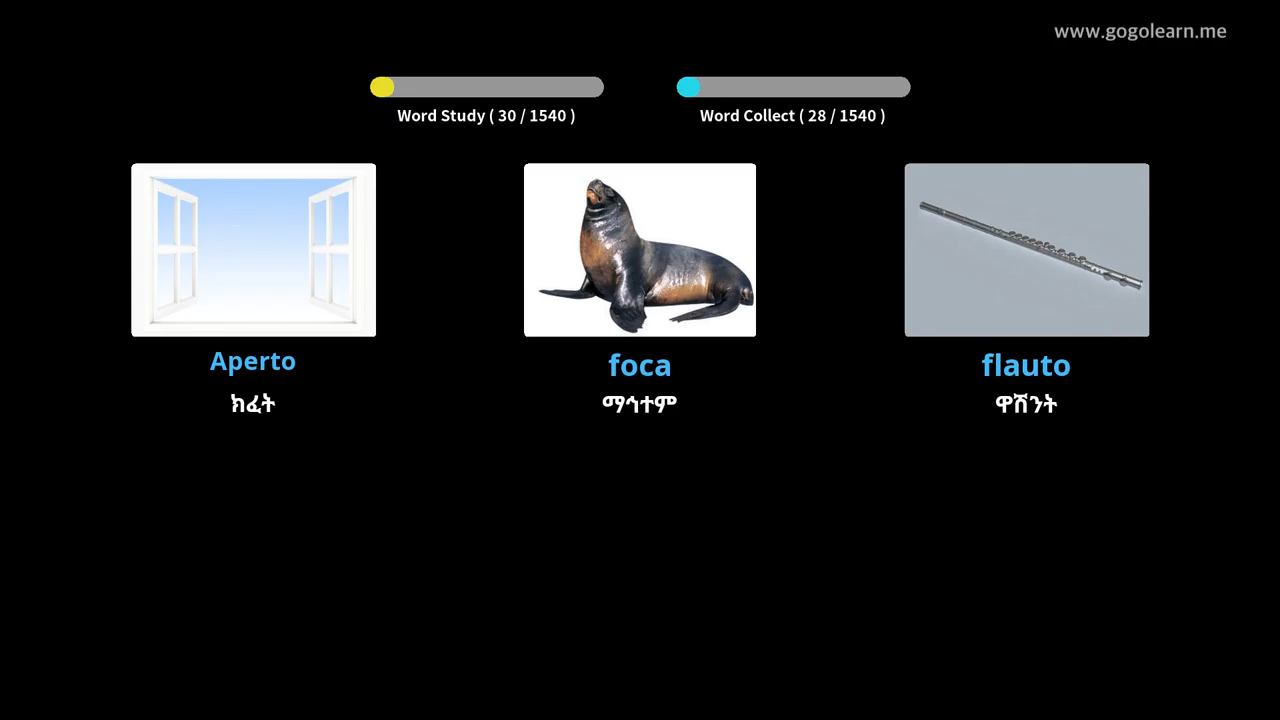 www.gogolearn.me
Word Study ( 30 / 1540 )
Word Collect ( 28 / 1540 )
Aperto
foca
flauto
ክፈት
ማኅተም
ዋሽንት